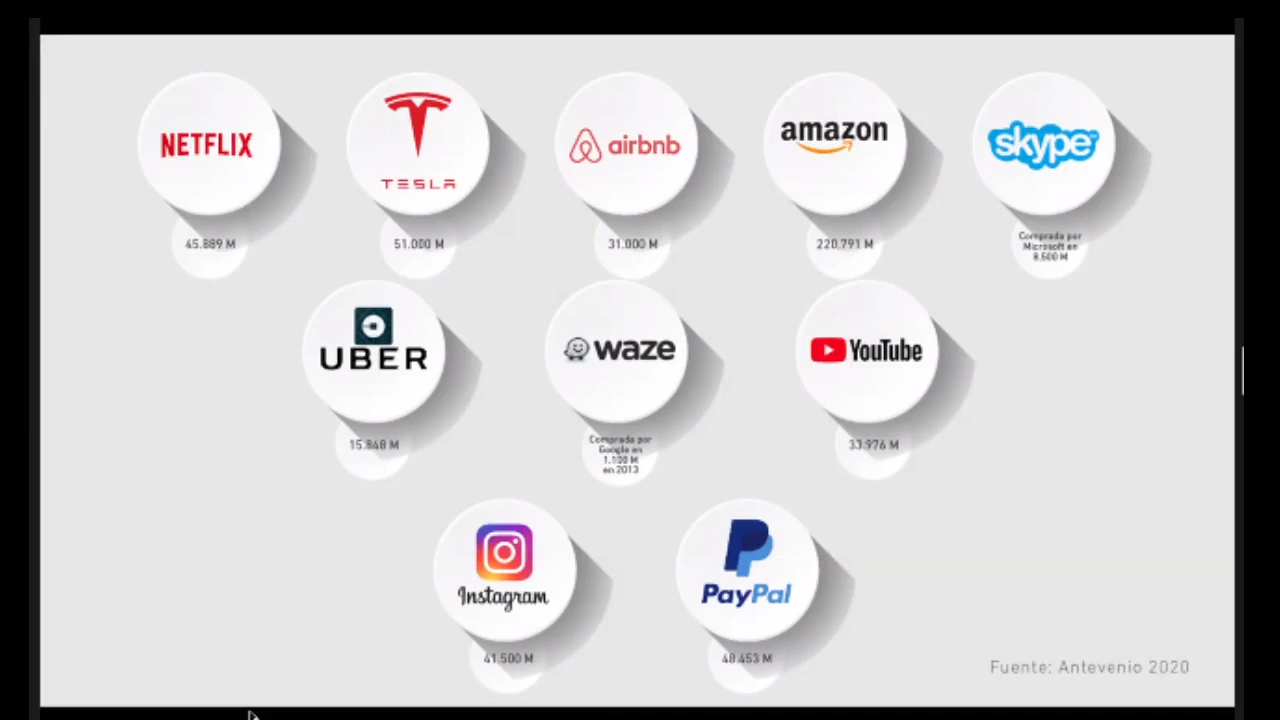 NETFLIX
TESLA
airbnb
amazon
skype
45.889 M
51.000 M
31.000 M
220.791 M
Comprada por
Microsoft en
8.500 M
UBER
waze
YouTube
15.848 M
Comprada por
Google en
1.100 M
en 2013
33.976 M
Instagram
PayPal
41.500 M
48.453 M
Fuente: Antevenio 2020